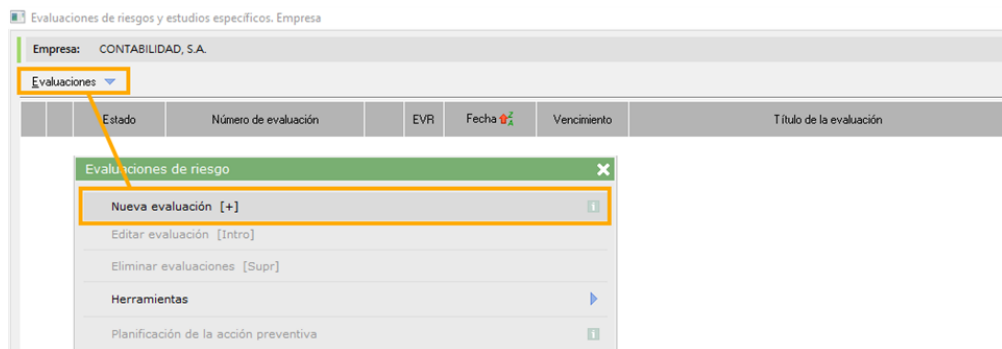 Evaluaciones de riesgos y estudios específicos. Empresa
Empresa: CONTABILIDAD, S.A.
Evaluaciones
Estado Número de evaluación EVR Fecha Vencimiento Título de la evaluación
Evaluaciones de riesgo
Nueva evaluación [+]
Editar evaluación [Intro]
Eliminar evaluaciones [Supr]
Herramientas
Planificación de la acción preventiva